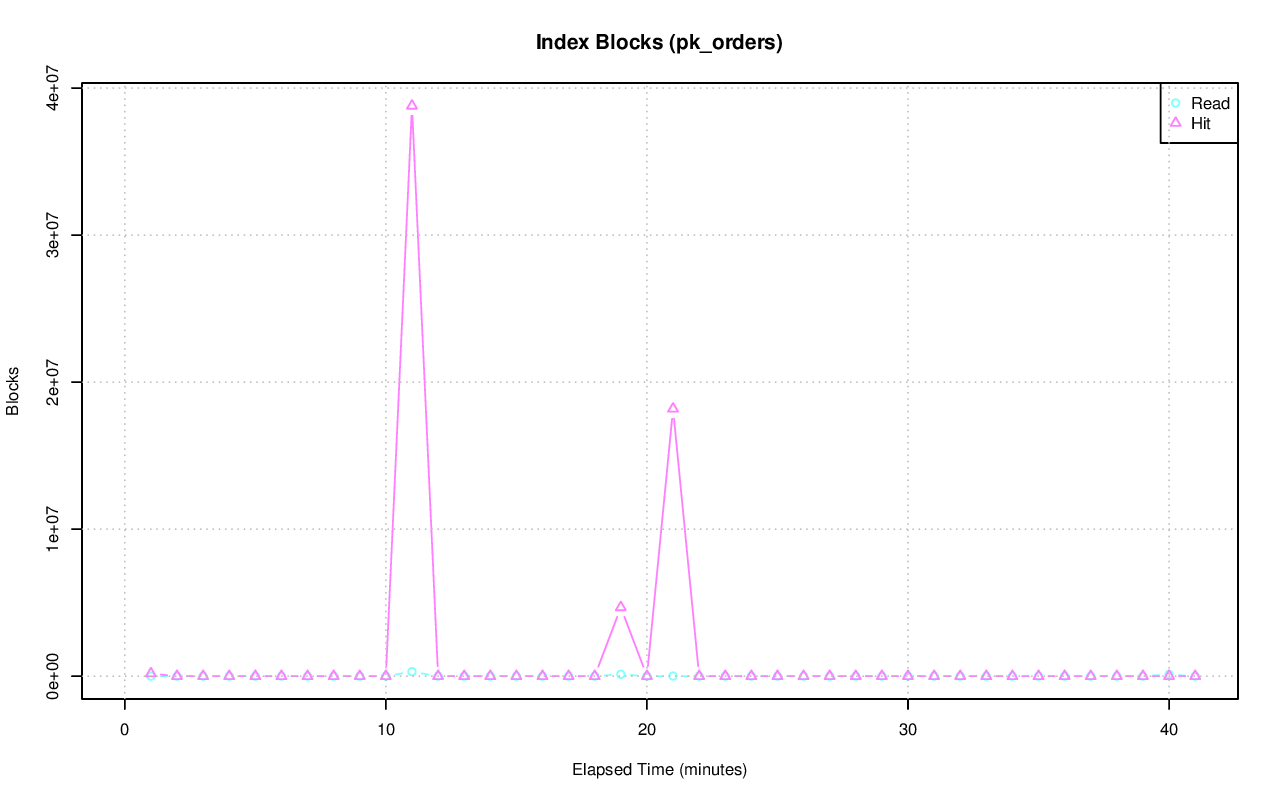 Index Blocks (pk_orders)
Read
Hit
4e+07
3e+07
2e+07
1e+07
0e+00
Blocks
0 10 20 30 40
Elapsed Time (minutes)